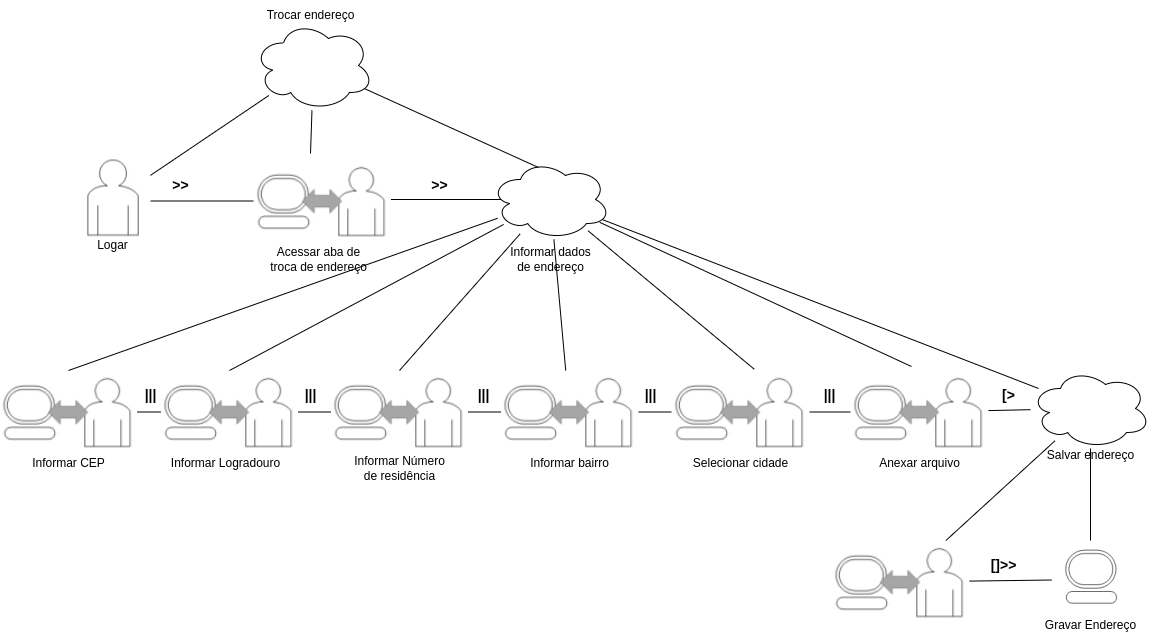 Trocar endereço
>>
>>
Logar
Acessar aba de
troca de endereço
Informar dados
de endereço
|||
|||
|||
|||
|||
[>
Informar CEP
Informar Logradouro
Informar Número
de residência
Informar bairro
Selecionar cidade
Anexar arquivo
Salvar endereço
[]>>
Gravar Endereço